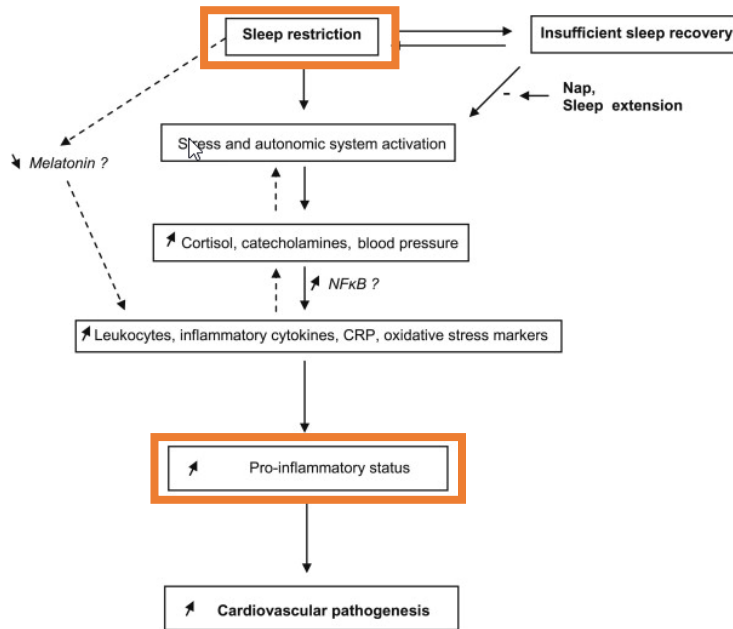 Sleep restriction
Insufficient sleep recovery
Nap,
Sleep extension
Stress and autonomic system activation
Melatonin ?
Cortisol, catecholamines, blood pressure
NFκB ?
Leukocytes, inflammatory cytokines, CRP, oxidative stress markers
Pro-inflammatory status
Cardiovascular pathogenesis